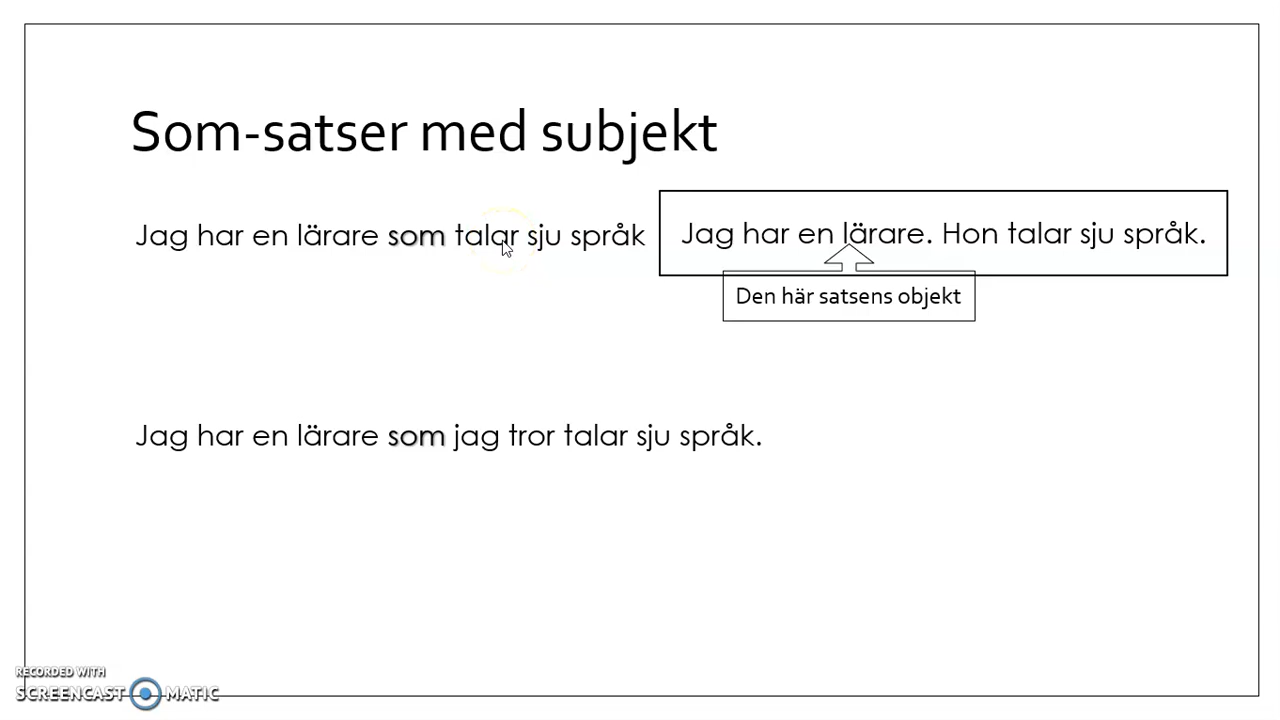 Som-satser med subjekt
Jag har en lärare som talar sju språk
Jag har en lärare. Hon talar sju språk.
Den här satsens objekt
Jag har en lärare som jag tror talar sju språk.
RECORDED WITH
SCREENCAST MATIC